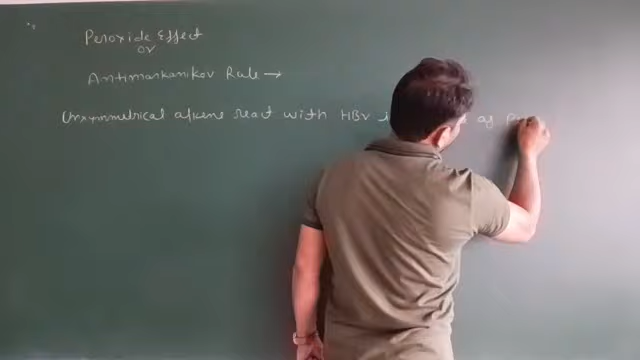 Peroxide Effect
or
Antimarkanikov Rule →
Unsymmetrical alkene react with HBr